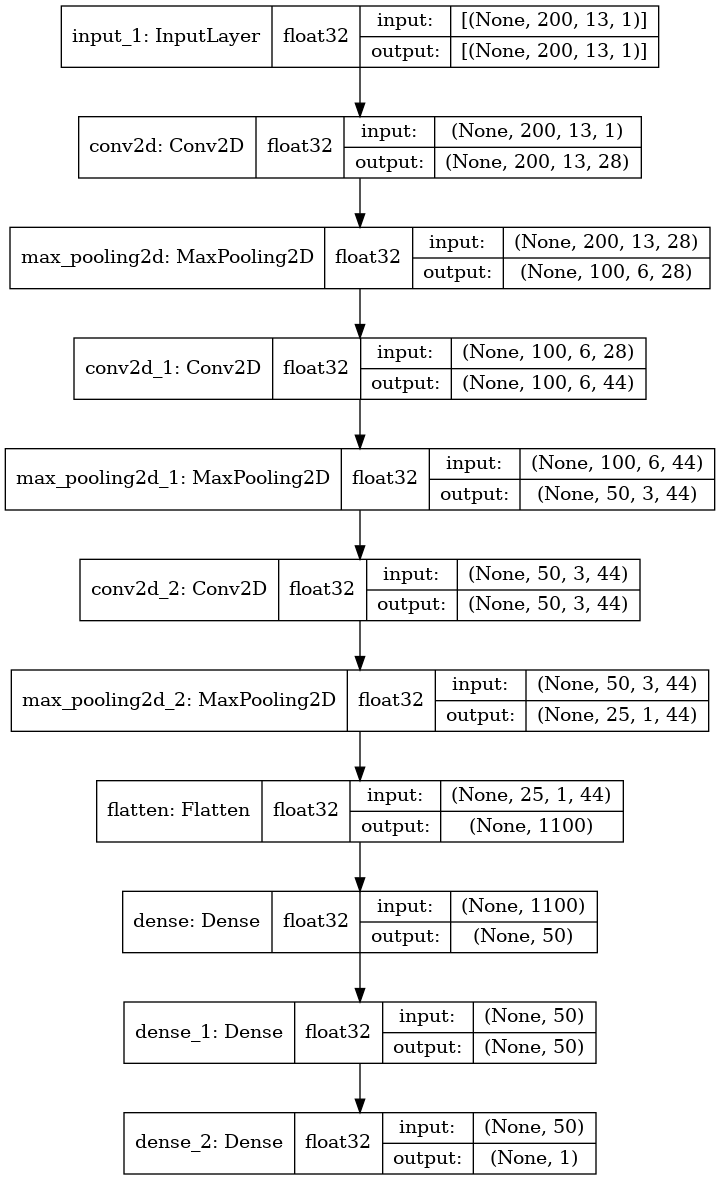 input_1: InputLayer float32 input: [(None, 200, 13, 1)]
output: [(None, 200, 13, 1)]
conv2d: Conv2D float32 input: (None, 200, 13, 1)
output: (None, 200, 13, 28)
max_pooling2d: MaxPooling2D float32 input: (None, 200, 13, 28)
output: (None, 100, 6, 28)
conv2d_1: Conv2D float32 input: (None, 100, 6, 28)
output: (None, 100, 6, 44)
max_pooling2d_1: MaxPooling2D float32 input: (None, 100, 6, 44)
output: (None, 50, 3, 44)
conv2d_2: Conv2D float32 input: (None, 50, 3, 44)
output: (None, 50, 3, 44)
max_pooling2d_2: MaxPooling2D float32 input: (None, 50, 3, 44)
output: (None, 25, 1, 44)
flatten: Flatten float32 input: (None, 25, 1, 44)
output: (None, 1100)
dense: Dense float32 input: (None, 1100)
output: (None, 50)
dense_1: Dense float32 input: (None, 50)
output: (None, 50)
dense_2: Dense float32 input: (None, 50)
output: (None, 1)